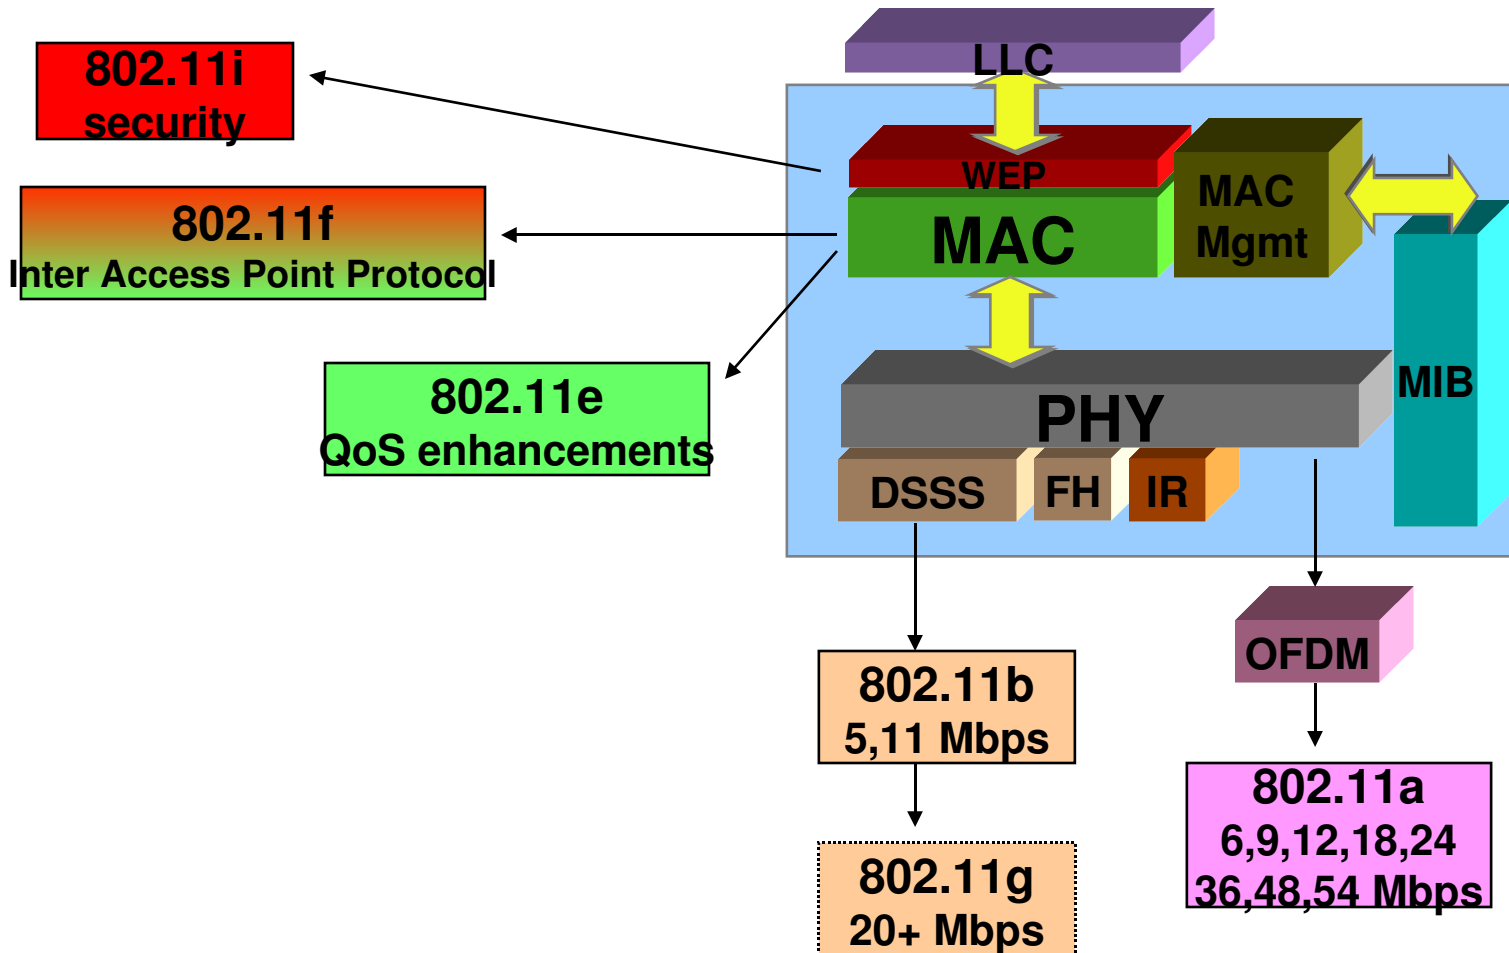 LLC
802.11i
security
WEP
MAC
MAC
Mgmt
802.11f
Inter Access Point Protocol
802.11e
QoS enhancements
PHY
MIB
DSSS
FH
IR
OFDM
802.11b
5,11 Mbps
802.11a
6,9,12,18,24
36,48,54 Mbps
802.11g
20+ Mbps